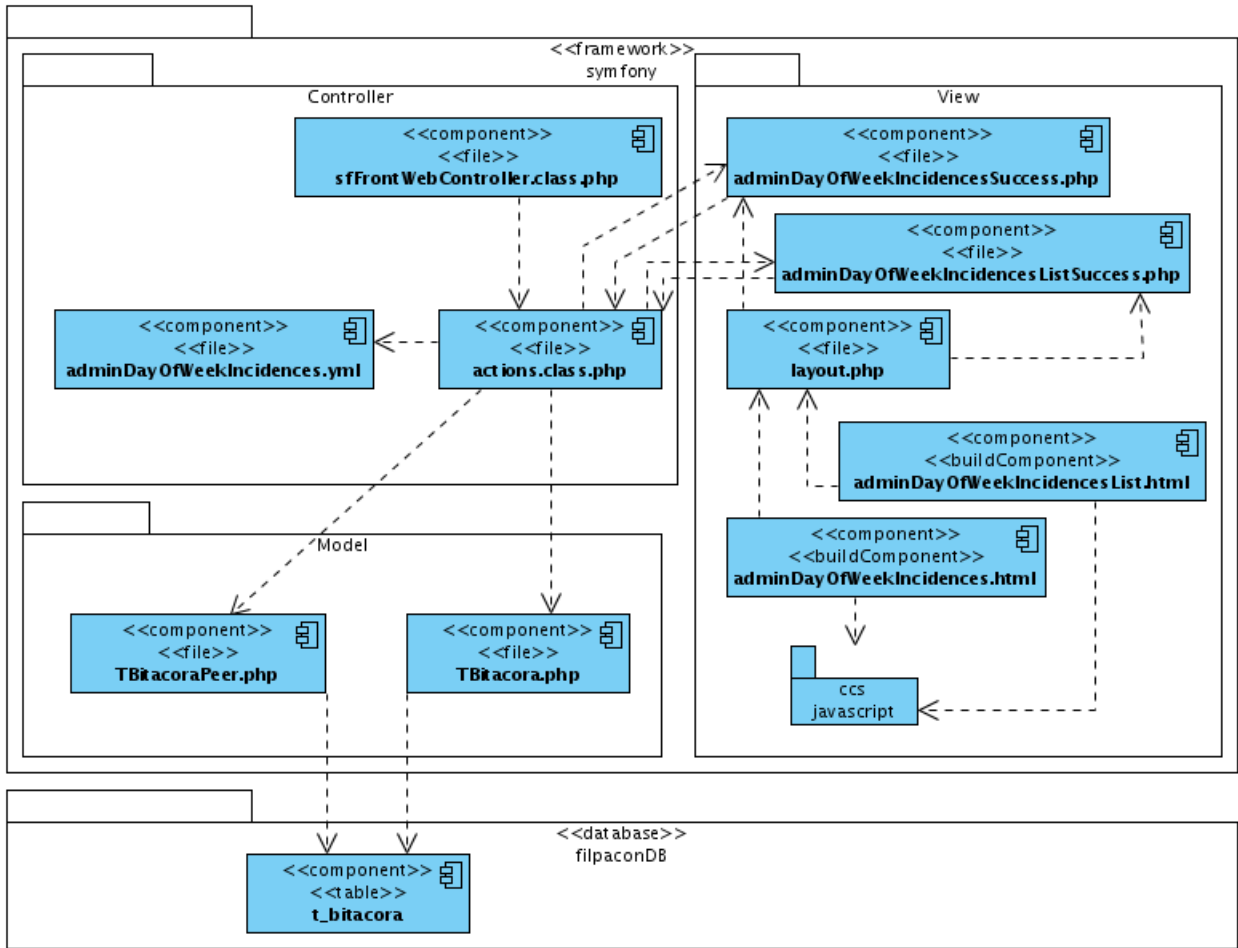 <<framework>>
symfony
Controller
<<component>>
<<file>>
sfFrontWebController.class.php
<<component>>
<<file>>
adminDayOfWeekIncidences.yml
<<component>>
<<file>>
actions.class.php
View
<<component>>
<<file>>
adminDayOfWeekIncidencesSuccess.php
<<component>>
<<file>>
adminDayOfWeekIncidencesListSuccess.php
<<component>>
<<file>>
layout.php
<<component>>
<<buildComponent>>
adminDayOfWeekIncidencesList.html
<<component>>
<<buildComponent>>
adminDayOfWeekIncidences.html
ccs
javascript
Model
<<component>>
<<file>>
TBitacoraPeer.php
<<component>>
<<file>>
TBitacora.php
<<database>>
filpaconDB
<<component>>
<<table>>
t_bitacora